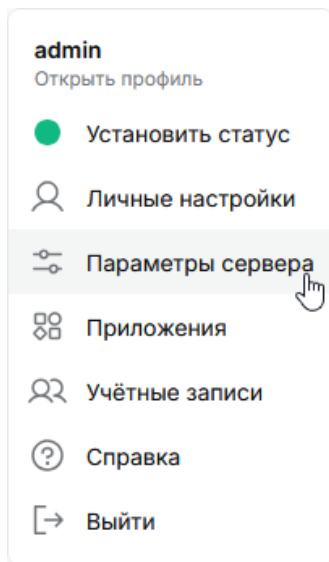 admin
Открыть профиль
Установить статус
Личные настройки
Параметры сервера
Приложения
Учётные записи
Справка
Выйти